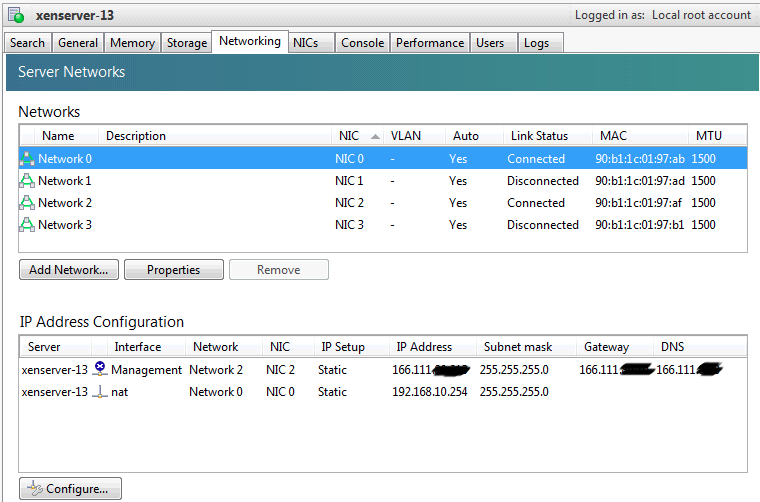 xenserver-13 Logged in as: Local root account
Search General Memory Storage Networking NICs Console Performance Users Logs
Server Networks
Networks
Name Description NIC VLAN Auto Link Status MAC MTU
Network 0 NIC 0 - Yes Connected 90:b1:1c:01:97:ab 1500
Network 1 NIC 1 - Yes Disconnected 90:b1:1c:01:97:ad 1500
Network 2 NIC 2 - Yes Connected 90:b1:1c:01:97:af 1500
Network 3 NIC 3 - Yes Disconnected 90:b1:1c:01:97:b1 1500
Add Network... Properties Remove
IP Address Configuration
Server Interface Network NIC IP Setup IP Address Subnet mask Gateway DNS
xenserver-13 Management Network 2 NIC 2 Static 166.111. 255.255.255.0 166.111. 166.111.
xenserver-13 nat Network 0 NIC 0 Static 192.168.10.254 255.255.255.0
Configure...